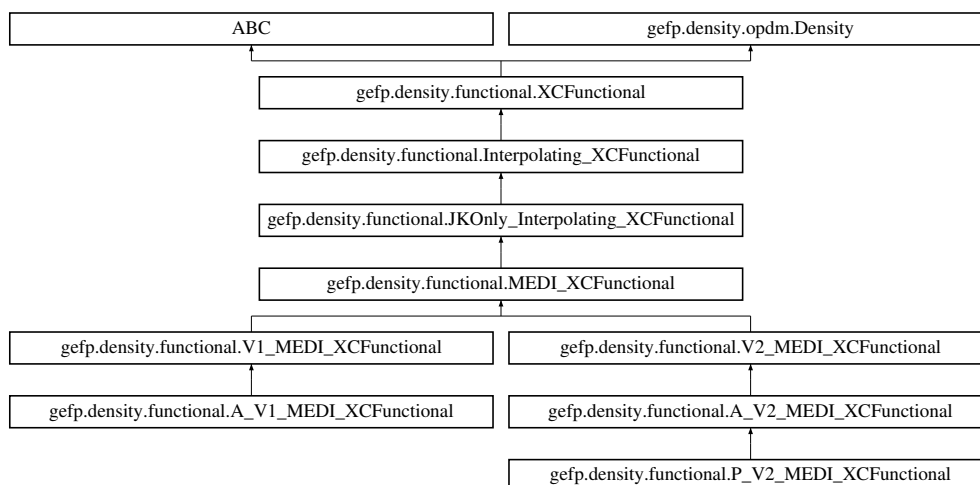 ABC
gefp.density.opdm.Density
gefp.density.functional.XCFunctional
gefp.density.functional.Interpolating_XCFunctional
gefp.density.functional.JKOnly_Interpolating_XCFunctional
gefp.density.functional.MEDI_XCFunctional
gefp.density.functional.V1_MEDI_XCFunctional
gefp.density.functional.V2_MEDI_XCFunctional
gefp.density.functional.A_V1_MEDI_XCFunctional
gefp.density.functional.A_V2_MEDI_XCFunctional
gefp.density.functional.P_V2_MEDI_XCFunctional